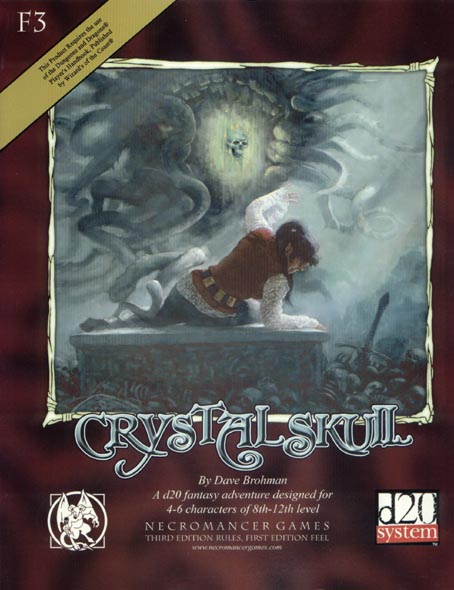 F3
This Product Requires the use
of the Dungeons and Dragons®
Player's Handbook, Published
by Wizards of the Coast®
CRYSTAL SKULL
By Dave Brohman
A d20 fantasy adventure designed for
4-6 characters of 8th-12th level
NECROMANCER GAMES
THIRD EDITION RULES, FIRST EDITION FEEL
www.necromancergames.com
d20
system™